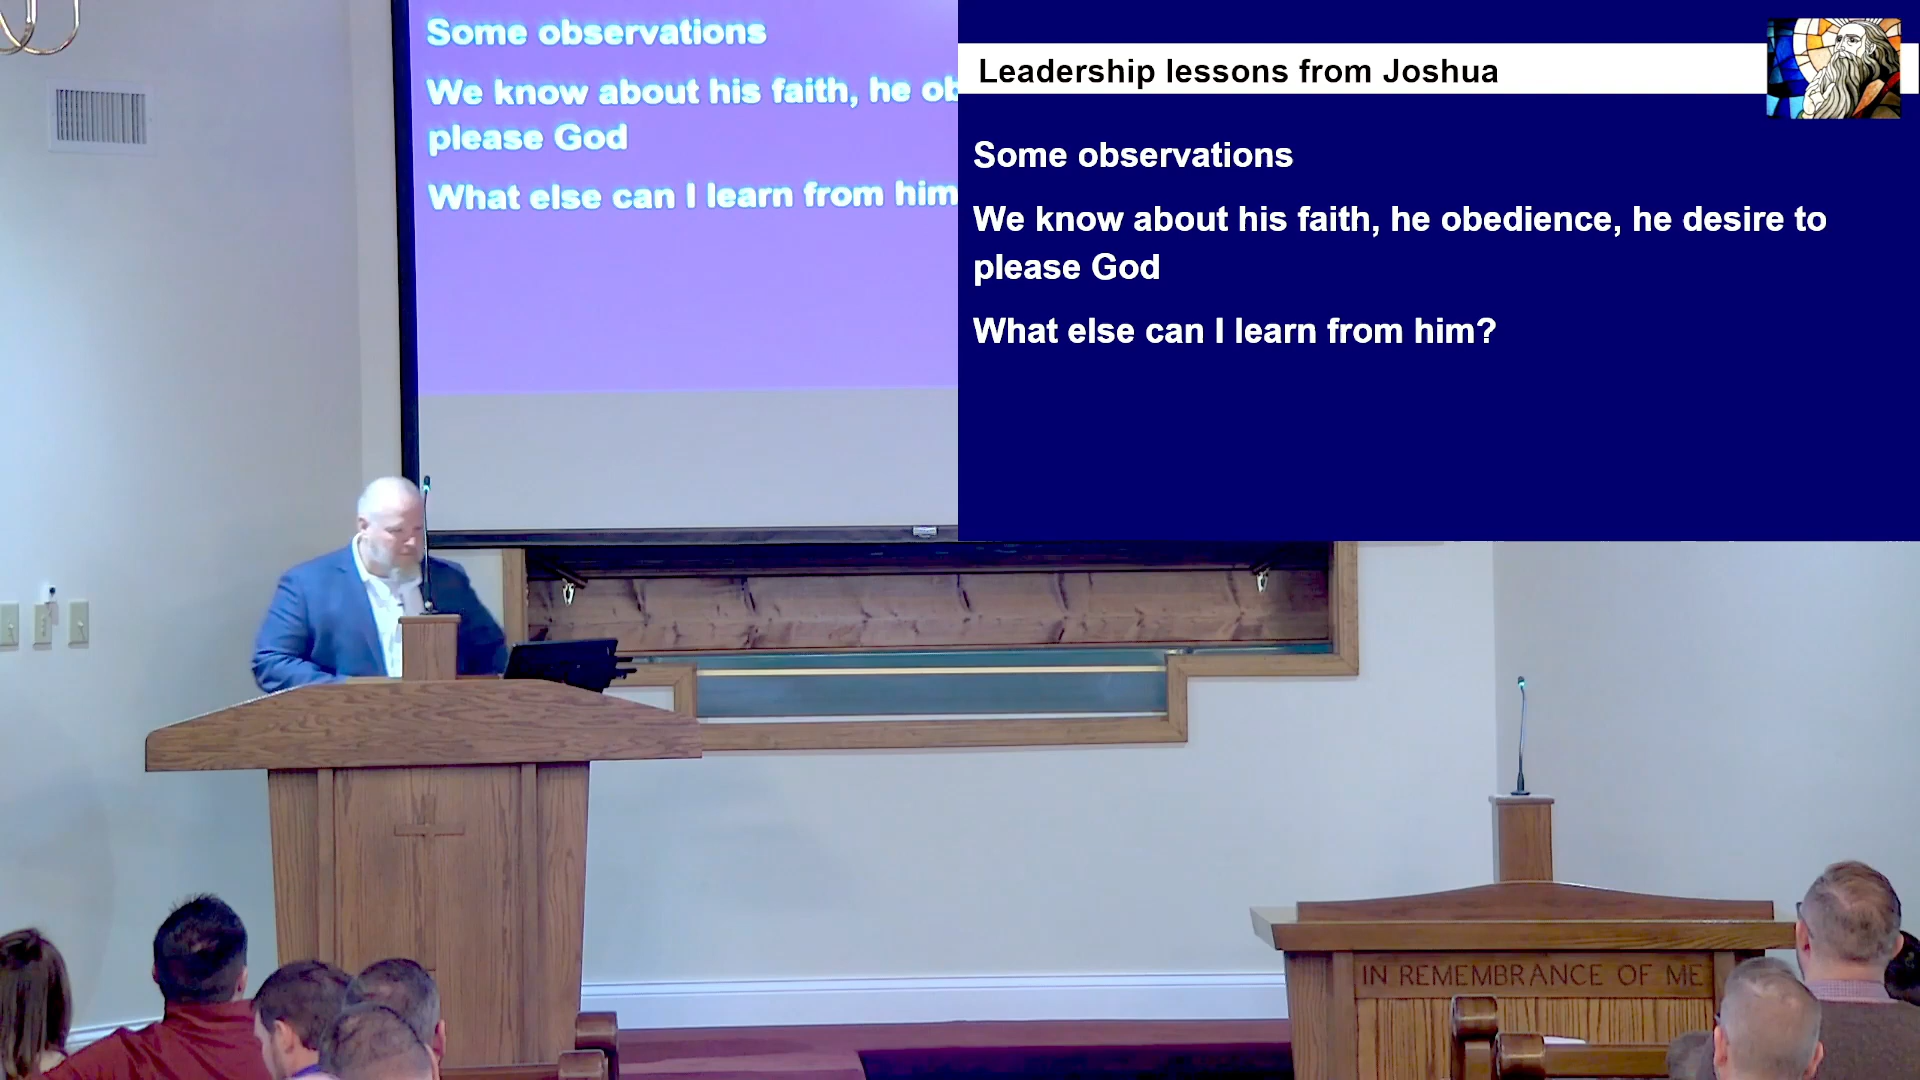 Some observations
We know about his faith, he ob
please God
What else can I learn from him
Leadership lessons from Joshua
Some observations
We know about his faith, he obedience, he desire to
please God
What else can I learn from him?
IN REMEMBRANCE OF ME